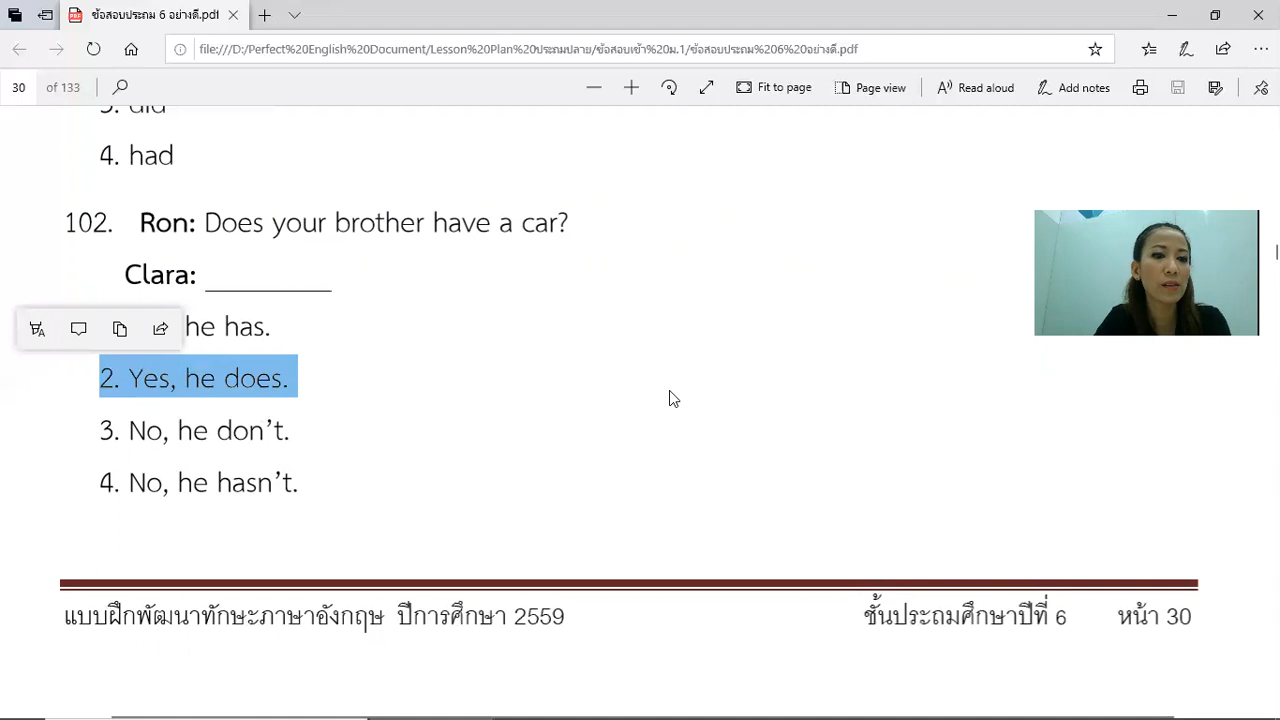 ข้อสอบประถม 6 อย่างดี.pdf
file:///D:/Perfect%20English%20Document/Lesson%20Plan%20ประถมปลาย/ข้อสอบเข้า%20ม.1/ข้อสอบประถม%206%20อย่างดี.pdf
30 of 133 Fit to page Page view Read aloud Add notes
3. did
4. had
102. Ron: Does your brother have a car?
Clara: __________
he has.
2. Yes, he does.
3. No, he don't.
4. No, he hasn't.
แบบฝึกพัฒนาทักษะภาษาอังกฤษ ปีการศึกษา 2559 ชั้นประถมศึกษาปีที่ 6 หน้า 30